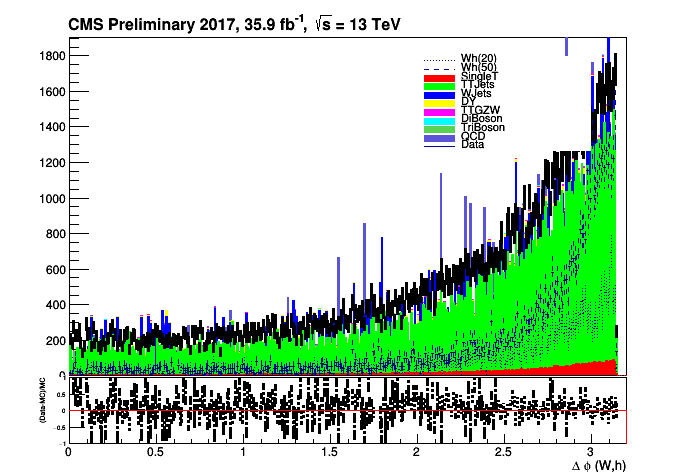 CMS Preliminary 2017, 35.9 fb-1, √s = 13 TeV
1800
1600
1400
1200
1000
800
600
400
200
0
Wh(20)
Wh(50)
SingleT
TTJets
WJets
DY
TTGZW
DiBoson
TriBoson
QCD
Data
(Data-MC)/MC
1
0.5
0
−0.5
−1
0 0.5 1 1.5 2 2.5 3
Δ ϕ (W,h)